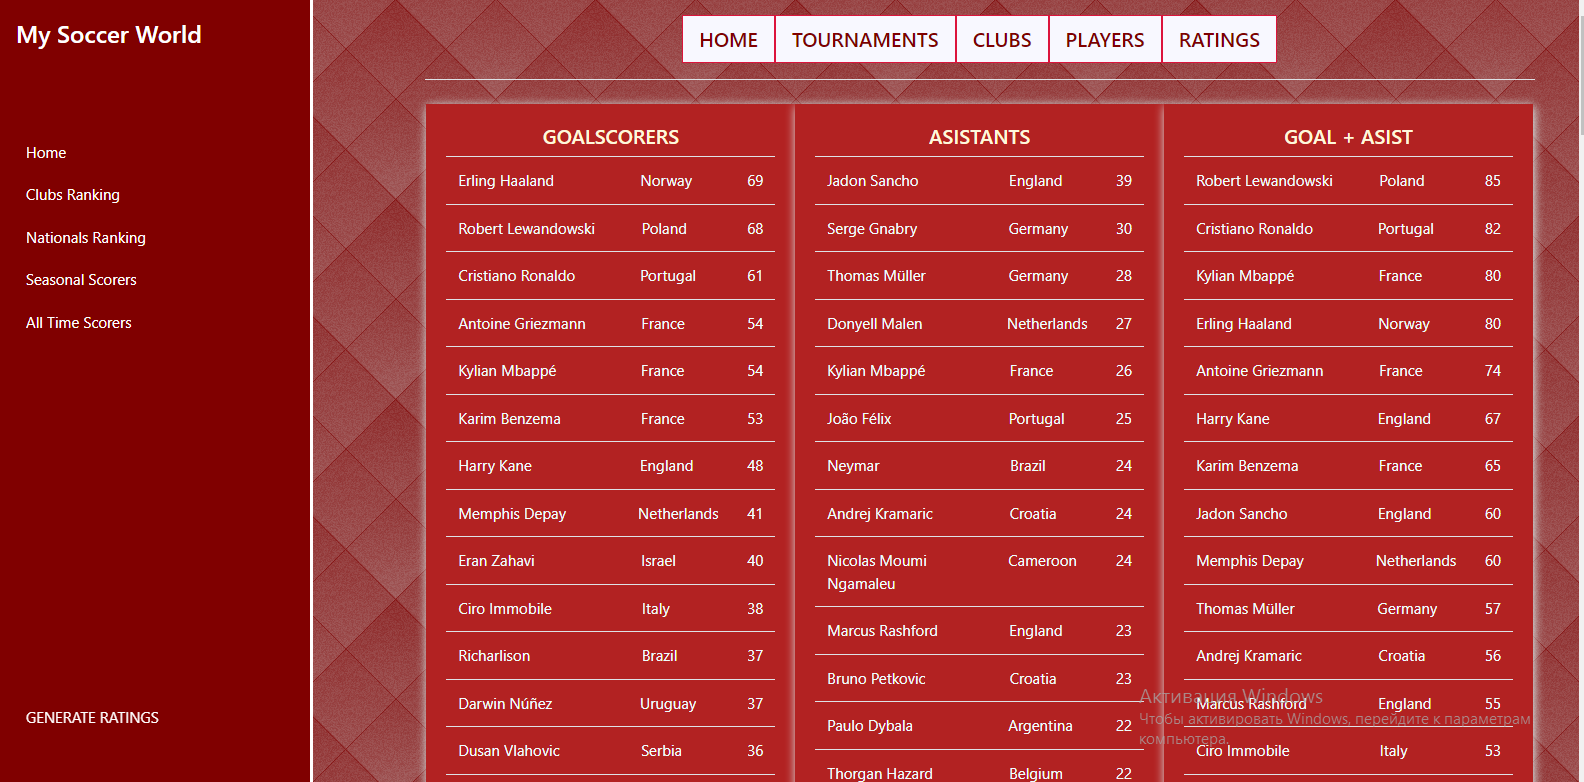 My Soccer World
Home
Clubs Ranking
Nationals Ranking
Seasonal Scorers
All Time Scorers
GENERATE RATINGS
HOME TOURNAMENTS CLUBS PLAYERS RATINGS
GOALSCORERS
Erling Haaland Norway 69
Robert Lewandowski Poland 68
Cristiano Ronaldo Portugal 61
Antoine Griezmann France 54
Kylian Mbappé France 54
Karim Benzema France 53
Harry Kane England 48
Memphis Depay Netherlands 41
Eran Zahavi Israel 40
Ciro Immobile Italy 38
Richarlison Brazil 37
Darwin Núñez Uruguay 37
Dusan Vlahovic Serbia 36
ASISTANTS
Jadon Sancho England 39
Serge Gnabry Germany 30
Thomas Müller Germany 28
Donyell Malen Netherlands 27
Kylian Mbappé France 26
João Félix Portugal 25
Neymar Brazil 24
Andrej Kramaric Croatia 24
Nicolas Moumi Cameroon 24
Ngamaleu
Marcus Rashford England 23
Bruno Petkovic Croatia 23
Paulo Dybala Argentina 22
Thorgan Hazard Belgium 22
GOAL + ASIST
Robert Lewandowski Poland 85
Cristiano Ronaldo Portugal 82
Kylian Mbappé France 80
Erling Haaland Norway 80
Antoine Griezmann France 74
Harry Kane England 67
Karim Benzema France 65
Jadon Sancho England 60
Memphis Depay Netherlands 60
Thomas Müller Germany 57
Andrej Kramaric Croatia 56
Marcus Rashford England 55
Ciro Immobile Italy 53
Активация Windows
Чтобы активировать Windows, перейдите к параметрам
компьютера.